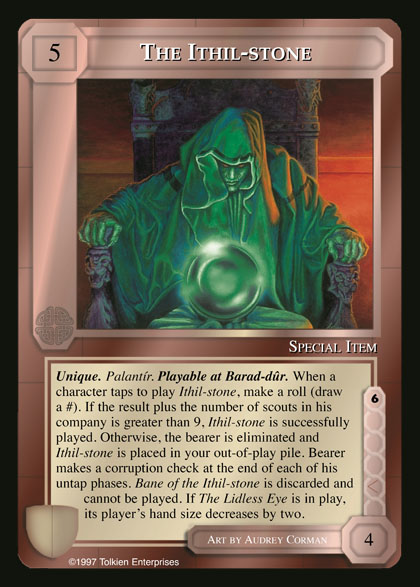 5
THE ITHIL-STONE
SPECIAL ITEM
Unique. Palantír. Playable at Barad-dûr. When a
character taps to play Ithil-stone, make a roll (draw
a #). If the result plus the number of scouts in his
company is greater than 9, Ithil-stone is successfully
played. Otherwise, the bearer is eliminated and
Ithil-stone is placed in your out-of-play pile. Bearer
makes a corruption check at the end of each of his
untap phases. Bane of the Ithil-stone is discarded and
cannot be played. If The Lidless Eye is in play,
its player's hand size decreases by two.
6
ART BY AUDREY CORMAN
4
©1997 Tolkien Enterprises